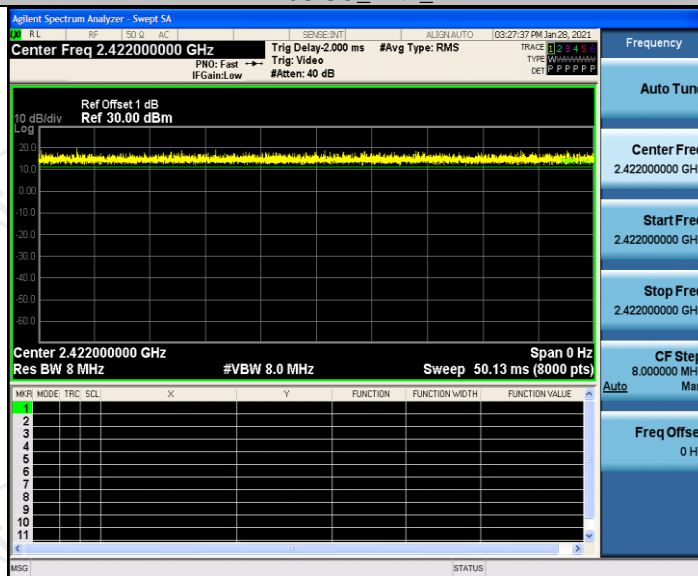 Agilent Spectrum Analyzer - Swept SA
RL RF 50 Ω AC SENSE:INT ALIGN AUTO 03:27:37 PM Jan 28, 2021
Center Freq 2.422000000 GHz
PNO: Fast
IFGain:Low
Trig Delay-2.000 ms
Trig: Video
#Atten: 40 dB
#Avg Type: RMS
TRACE 1 2 3 4 5 6
TYPE
DET P P P P P P
Ref Offset 1 dB
10 dB/div Ref 30.00 dBm
Log
20.0
10.0
0.00
-10.0
-20.0
-30.0
-40.0
-50.0
-60.0
Center 2.422000000 GHz Span 0 Hz
Res BW 8 MHz #VBW 8.0 MHz Sweep 50.13 ms (8000 pts)
MKR MODE TRC SCL X Y FUNCTION FUNCTION WIDTH FUNCTION VALUE
1
2
3
4
5
6
7
8
9
10
11
MSG STATUS
Frequency
Auto Tun
Center Fre
2.422000000 GH
Start Fre
2.422000000 GH
Stop Fre
2.422000000 GH
CF Ste
8.000000 MH
Auto Ma
Freq Offse
0 H